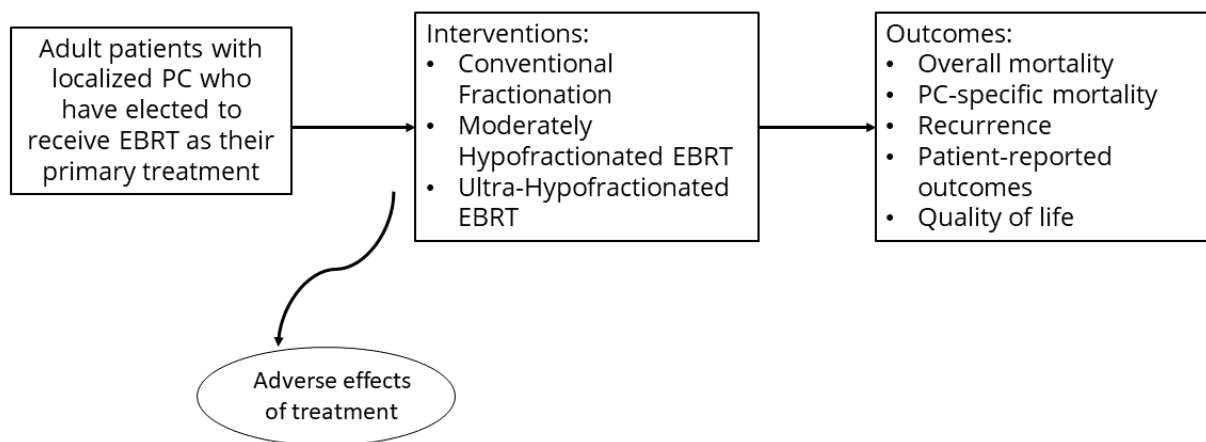 Adult patients with
localized PC who
have elected to
receive EBRT as their
primary treatment
Interventions:
• Conventional
Fractionation
• Moderately
Hypofractionated EBRT
• Ultra-Hypofractionated
EBRT
Outcomes:
• Overall mortality
• PC-specific mortality
• Recurrence
• Patient-reported
outcomes
• Quality of life
Adverse effects
of treatment